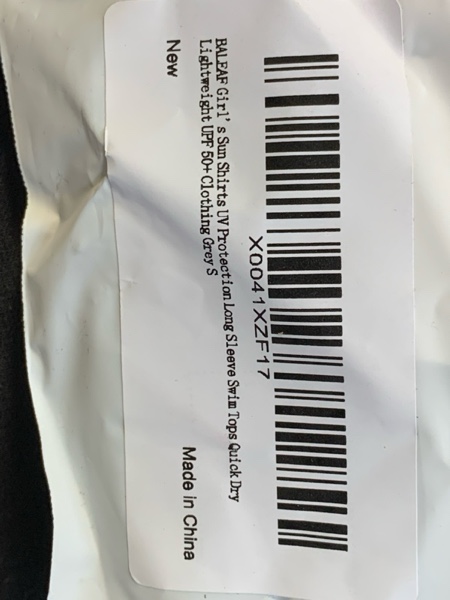 X0041XZF17
BALEAF Girl's Sun Shirts UV Protection Long Sleeve Swim Tops Quick Dry
Lightweight UPF 50+ Clothing Grey S
New
Made in China